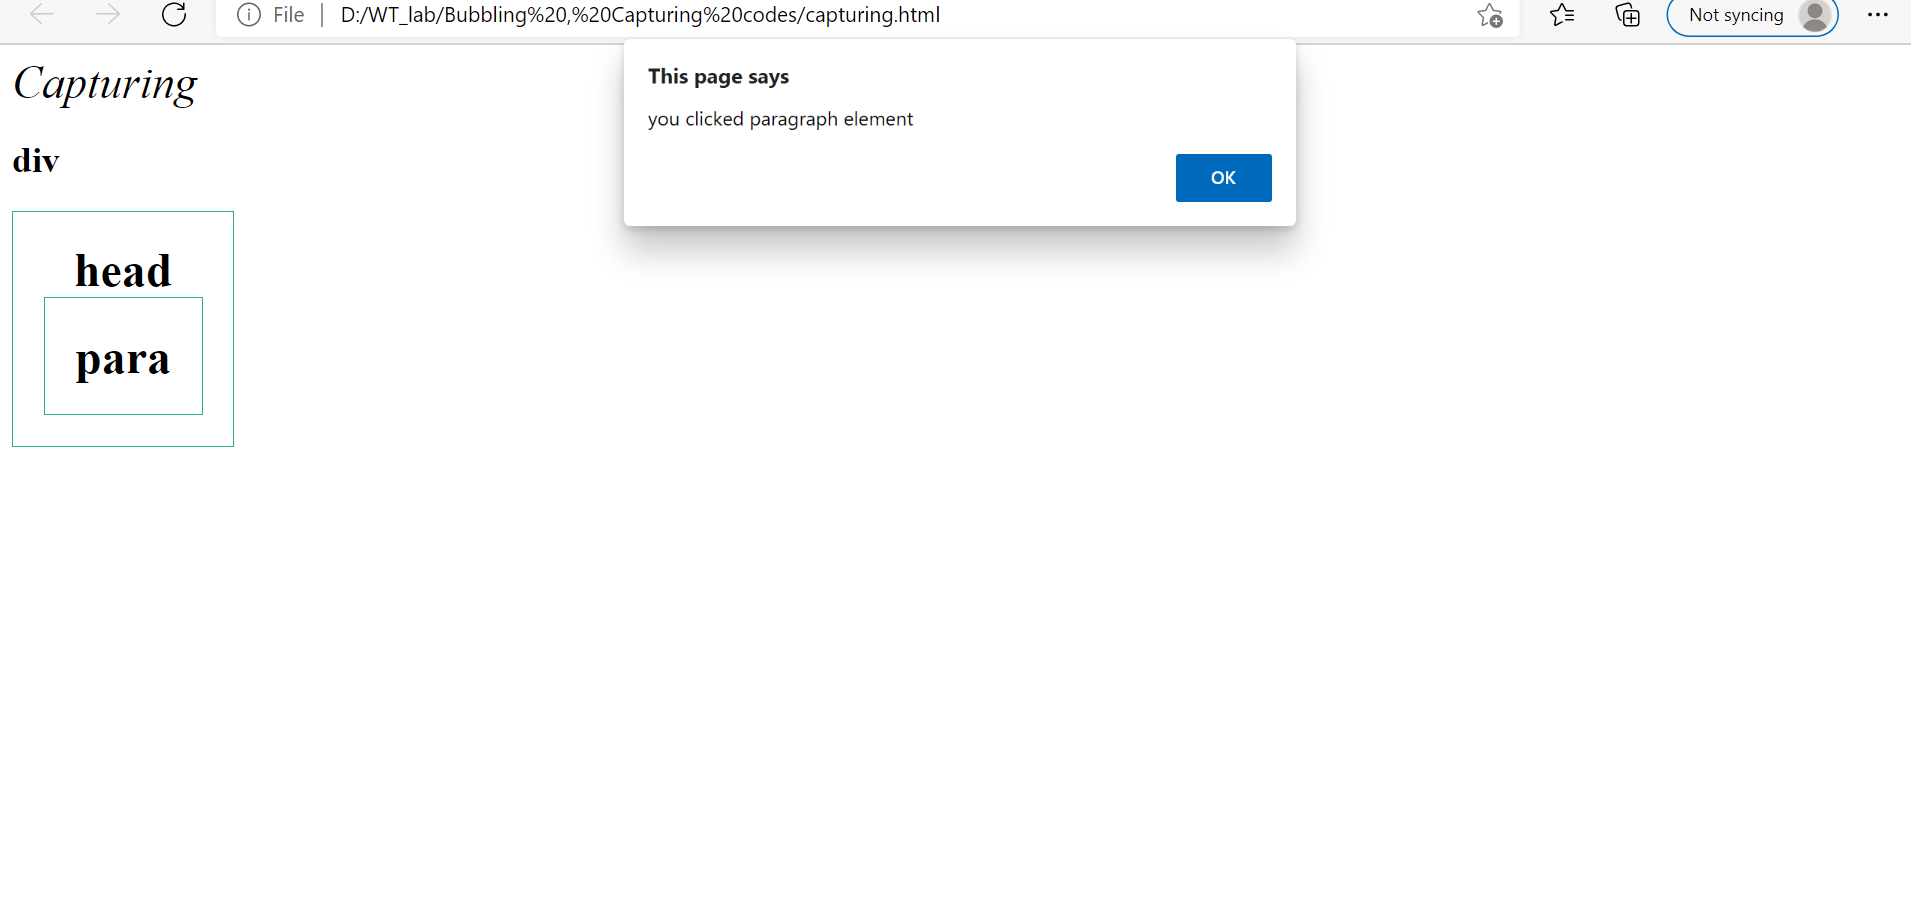 File | D:/WT_lab/Bubbling%20,%20Capturing%20codes/capturing.html
Not syncing
This page says
you clicked paragraph element
OK
Capturing
div
head
para